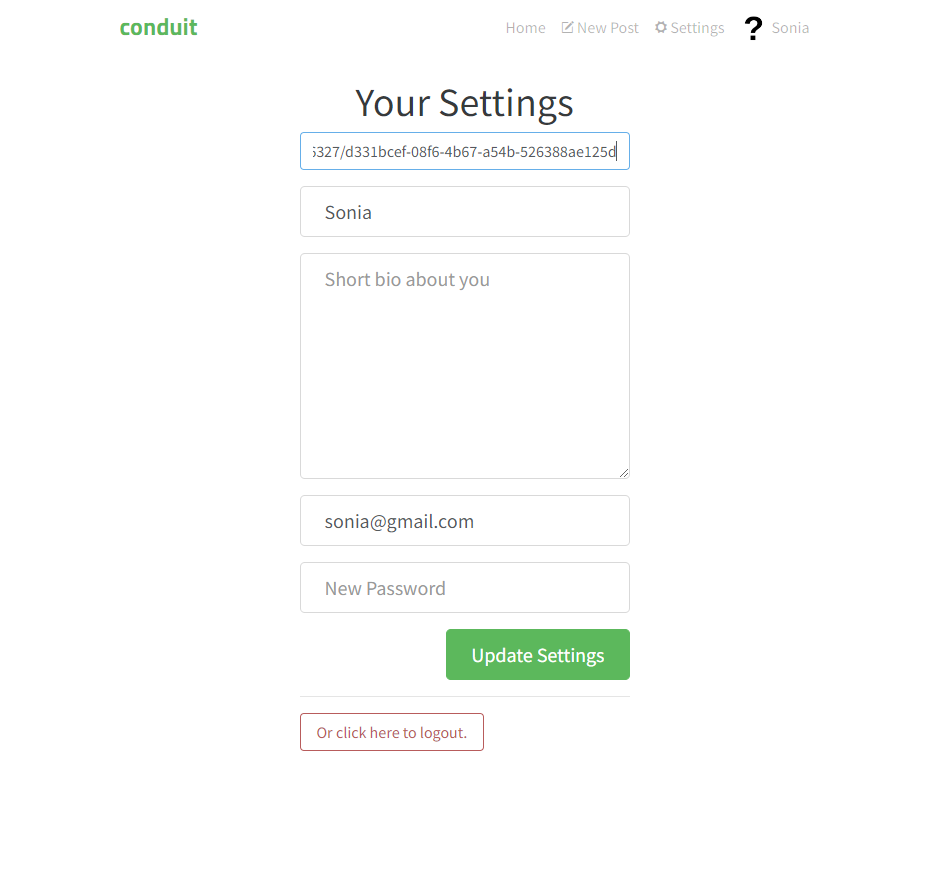 conduit
Home New Post Settings ? Sonia
Your Settings
327/d331bcef-08f6-4b67-a54b-526388ae125d
Sonia
Short bio about you
sonia@gmail.com
New Password
Update Settings
Or click here to logout.